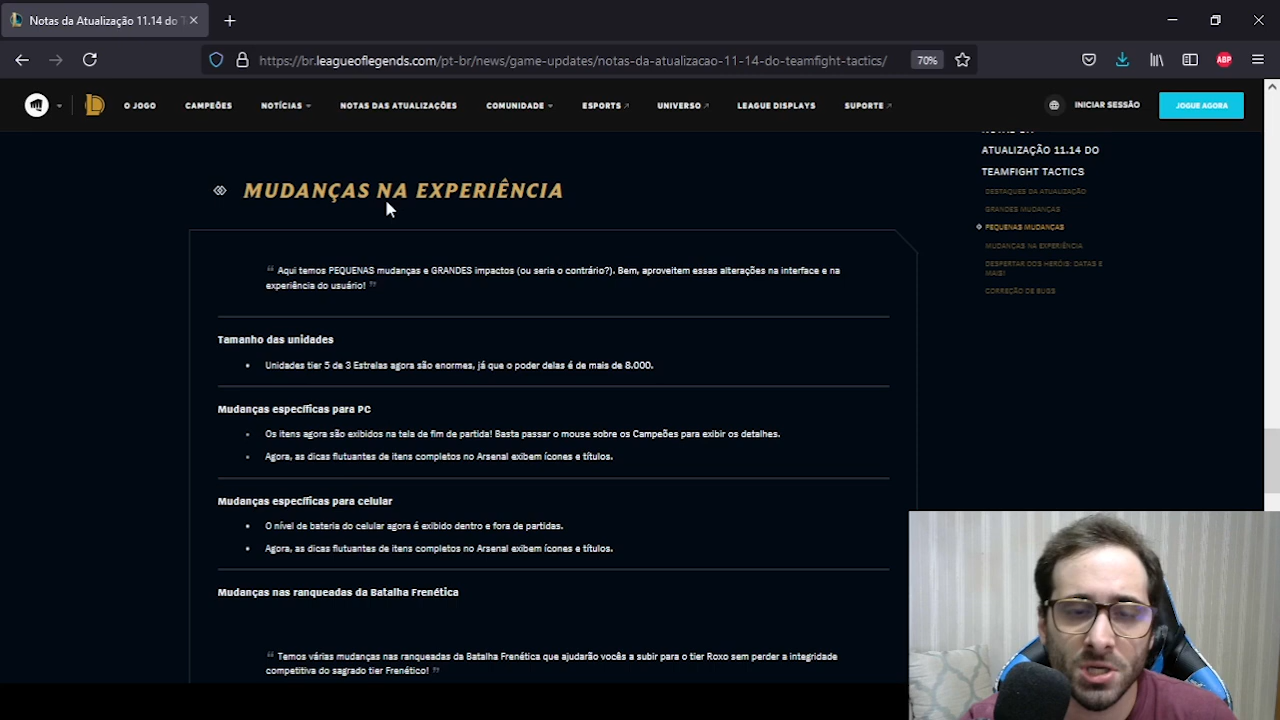 Notas da Atualização 11.14 do T
https://br.leagueoflegends.com/pt-br/news/game-updates/notas-da-atualizacao-11-14-do-teamfight-tactics/
70%
ABP
O JOGO
CAMPEÕES
NOTÍCIAS
NOTAS DAS ATUALIZAÇÕES
COMUNIDADE
ESPORTS
UNIVERSO
LEAGUE DISPLAYS
SUPORTE
INICIAR SESSÃO
JOGUE AGORA
MUDANÇAS NA EXPERIÊNCIA
“ Aqui temos PEQUENAS mudanças e GRANDES impactos (ou seria o contrário?). Bem, aproveitem essas alterações na interface e na
experiência do usuário! ”
Tamanho das unidades
• Unidades tier 5 de 3 Estrelas agora são enormes, já que o poder delas é de mais de 8.000.
Mudanças específicas para PC
• Os itens agora são exibidos na tela de fim de partida! Basta passar o mouse sobre os Campeões para exibir os detalhes.
• Agora, as dicas flutuantes de itens completos no Arsenal exibem ícones e títulos.
Mudanças específicas para celular
• O nível de bateria do celular agora é exibido dentro e fora de partidas.
• Agora, as dicas flutuantes de itens completos no Arsenal exibem ícones e títulos.
Mudanças nas ranqueadas da Batalha Frenética
“ Temos várias mudanças nas ranqueadas da Batalha Frenética que ajudarão vocês a subir para o tier Roxo sem perder a integridade
competitiva do sagrado tier Frenético! ”
ATUALIZAÇÃO 11.14 DO
TEAMFIGHT TACTICS
DESTAQUES DA ATUALIZAÇÃO
GRANDES MUDANÇAS
PEQUENAS MUDANÇAS
MUDANÇAS NA EXPERIÊNCIA
DESPERTAR DOS HERÓIS: DATAS E
MAIS!
CORREÇÃO DE BUGS